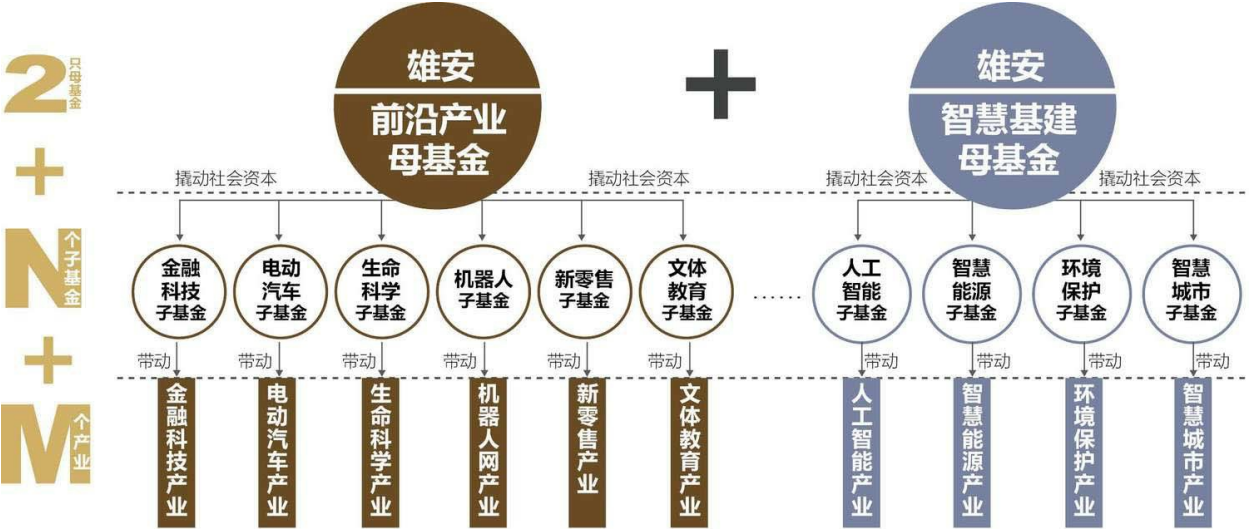 2
只母基金
+
N
个子基金
+
M
个产业
雄安
前沿产业
母基金
+
雄安
智慧基建
母基金
撬动社会资本
撬动社会资本
撬动社会资本
撬动社会资本
金融
科技
子基金
电动
汽车
子基金
生命
科学
子基金
机器人
子基金
新零售
子基金
文体
教育
子基金
......
人工
智能
子基金
智慧
能源
子基金
环境
保护
子基金
智慧
城市
子基金
带动
带动
带动
带动
带动
带动
带动
带动
带动
带动
金融科技产业
电动汽车产业
生命科学产业
机器人网产业
新零售产业
文体教育产业
人工智能产业
智慧能源产业
环境保护产业
智慧城市产业